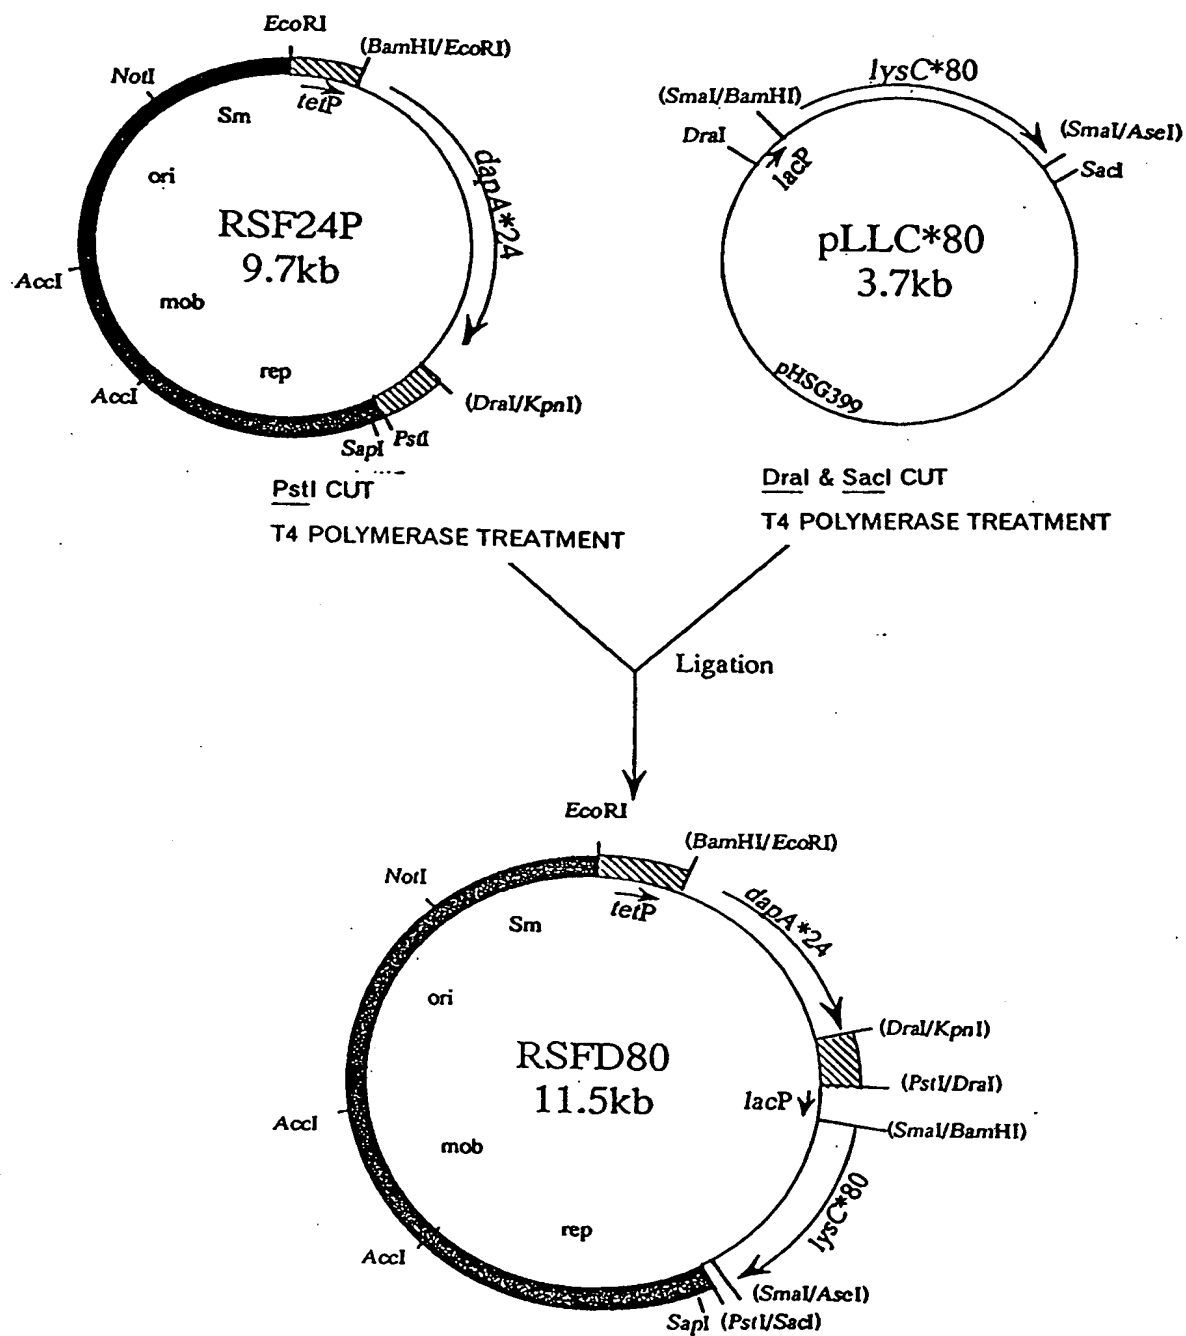 EcoRI
(BamHI/EcoRI)
NotI
tetP
Sm
dapA*24
ori
RSF24P
9.7kb
AccI
mob
rep
AccI
(DraI/KpnI)
PstI
SapI
lysC*80
(SmaI/BamHI)
(SmaI/AseI)
DraI
lacP
SacI
pLLC*80
3.7kb
pHSG399
PstI CUT
T4 POLYMERASE TREATMENT
DraI & SacI CUT
T4 POLYMERASE TREATMENT
Ligation
EcoRI
(BamHI/EcoRI)
NotI
tetP
dapA*24
Sm
ori
(DraI/KpnI)
RSFD80
11.5kb
(PstI/DraI)
lacP
AccI
(SmaI/BamHI)
mob
lysC*80
rep
AccI
(SmaI/AseI)
SapI (PstI/SacI)